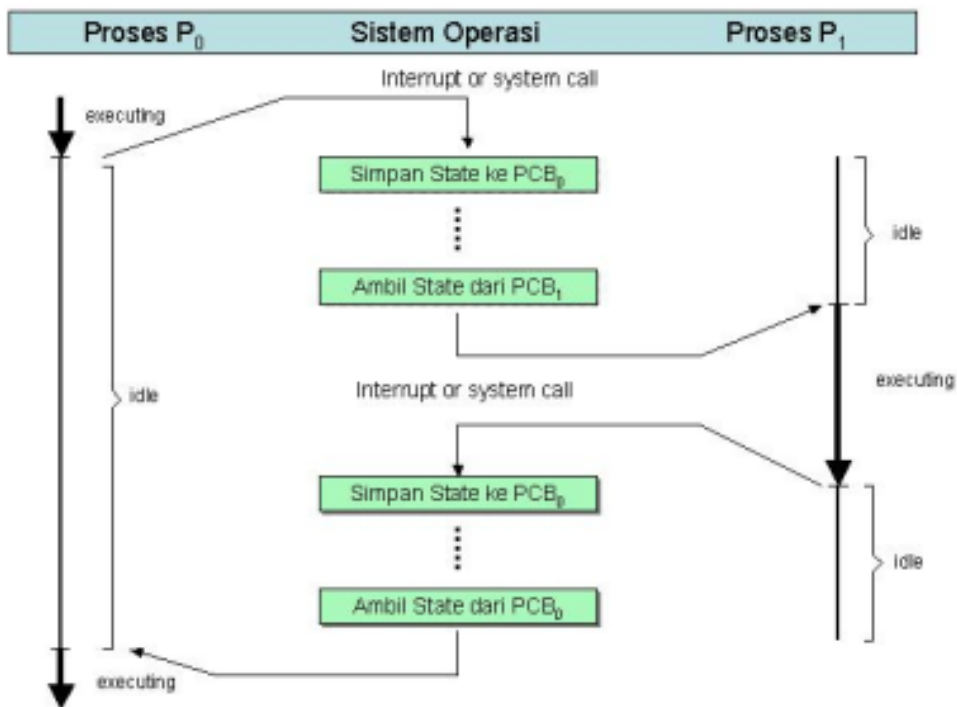 Proses P₀ Sistem Operasi Proses P₁
Interrupt or system call
executing
Simpan State ke PCB₀
idle
Ambil State dari PCB₁
idle
executing
Interrupt or system call
Simpan State ke PCB₀
idle
Ambil State dari PCB₀
executing